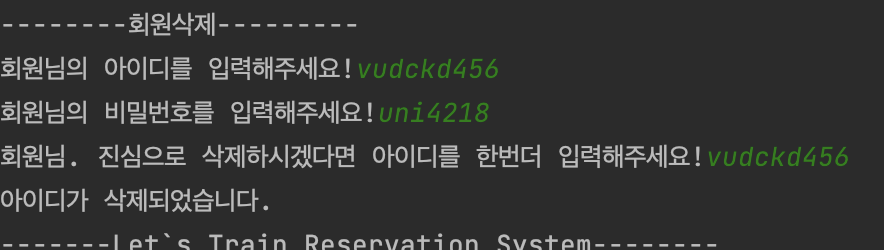 --------회원삭제---------
회원님의 아이디를 입력해주세요!vudckd456
회원님의 비밀번호를 입력해주세요!uni4218
회원님. 진심으로 삭제하시겠다면 아이디를 한번더 입력해주세요!vudckd456
아이디가 삭제되었습니다.
-------Let`s Train Reservation System--------